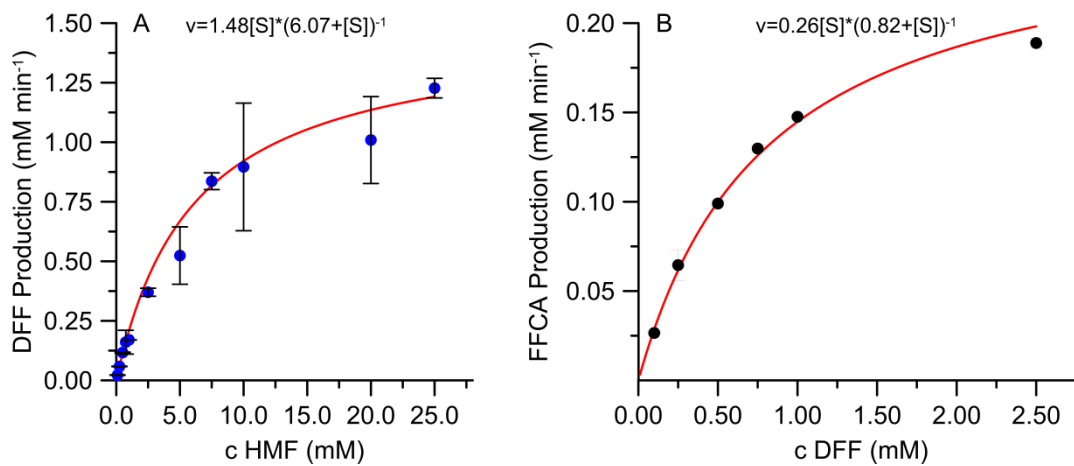 A
v=1.48[S]*(6.07+[S])⁻¹
DFF Production (mM min⁻¹)
1.50
1.25
1.00
0.75
0.50
0.25
0.00
0.0
5.0
10.0
15.0
20.0
25.0
c HMF (mM)
B
v=0.26[S]*(0.82+[S])⁻¹
FFCA Production (mM min⁻¹)
0.20
0.15
0.10
0.05
0.00
0.50
1.00
1.50
2.00
2.50
c DFF (mM)